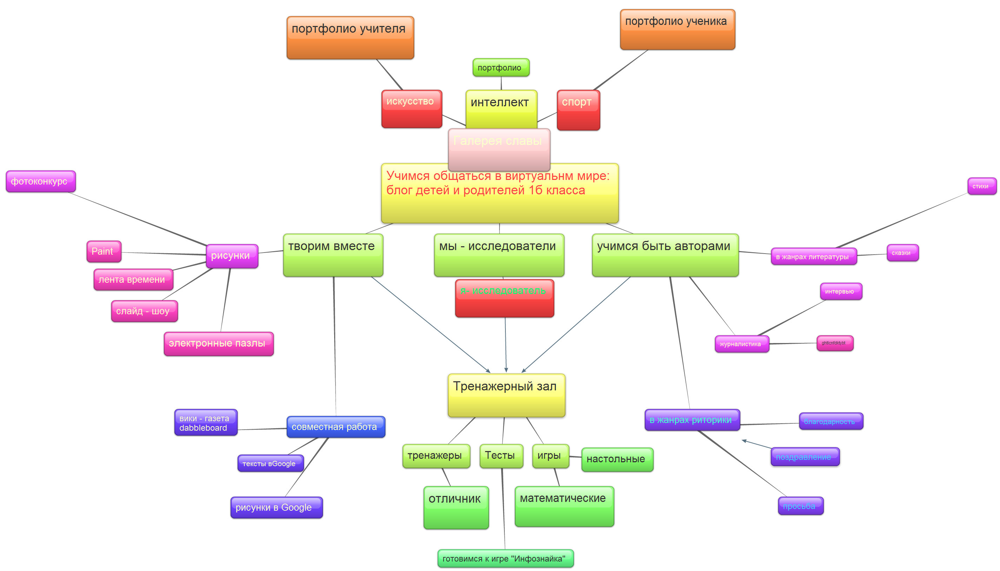 портфолио учителя
портфолио ученика
портфолио
искусство
интеллект
спорт
Галерея славы
Учимся общаться в виртуальнм мире:
блог детей и родителей 1б класса
фотоконкурс
Paint
лента времени
слайд - шоу
электронные пазлы
рисунки
творим вместе
мы - исследователи
я- исследователь
учимся быть авторами
в жанрах литературы
стихи
сказки
интервью
журналистика
ghtlcnfdktybt
Тренажерный зал
вики - газета
dabbleboard
совместная работа
тексты вGoogle
рисунки в Google
тренажеры
Тесты
игры
настольные
отличник
математические
готовимся к игре "Инфознайка"
в жанрах риторики
благодарность
поздравление
просьба